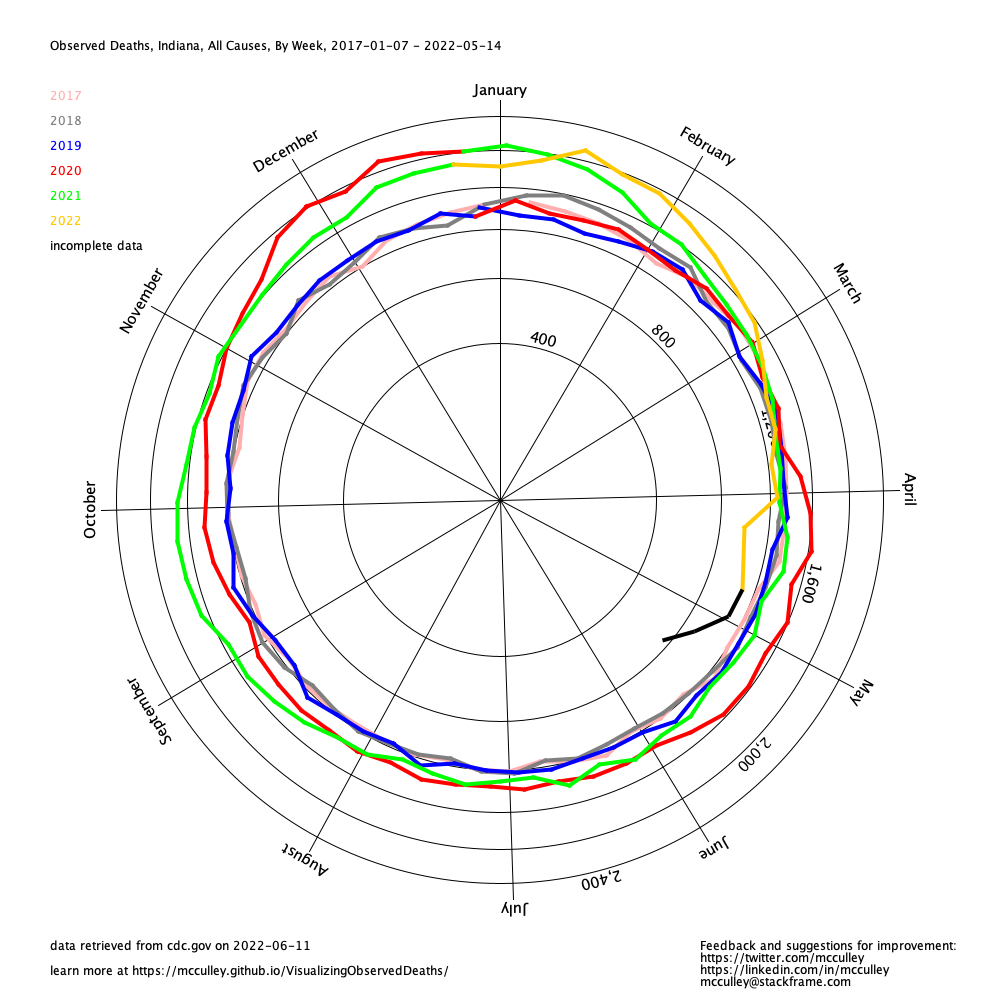 Observed Deaths, Indiana, All Causes, By Week, 2017-01-07 - 2022-05-14
2017
2018
2019
2020
2021
2022
incomplete data
January
February
March
April
May
June
July
August
September
October
November
December
400
800
1,600
2,000
2,400
data retrieved from cdc.gov on 2022-06-11
learn more at https://mcculley.github.io/VisualizingObservedDeaths/
Feedback and suggestions for improvement:
https://twitter.com/mcculley
https://linkedin.com/in/mcculley
mcculley@stackframe.com